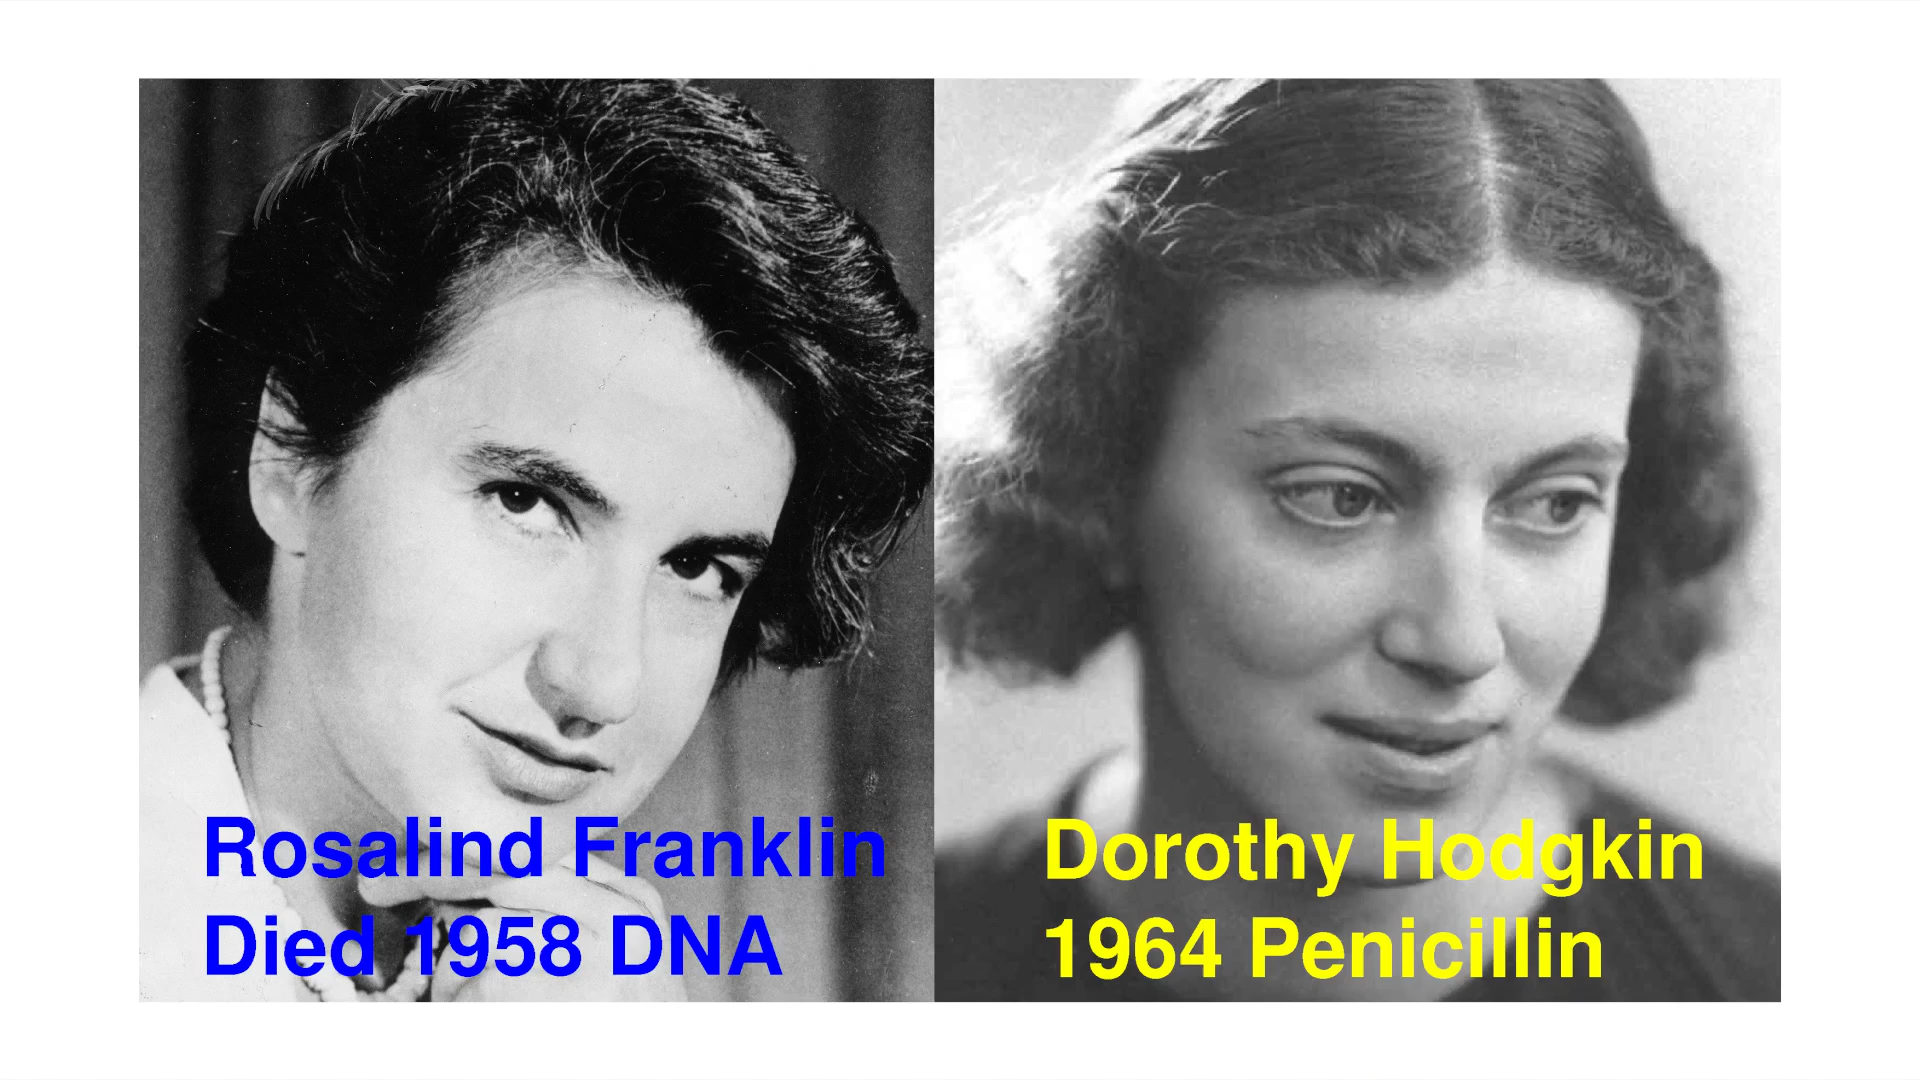 Rosalind Franklin
Died 1958 DNA
Dorothy Hodgkin
1964 Penicillin